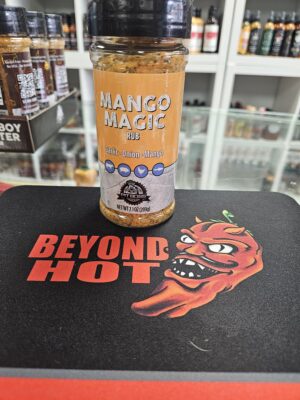 MANGO
MAGIC
RUB
Garlic - Onion - Mango
BEYOND
HOT